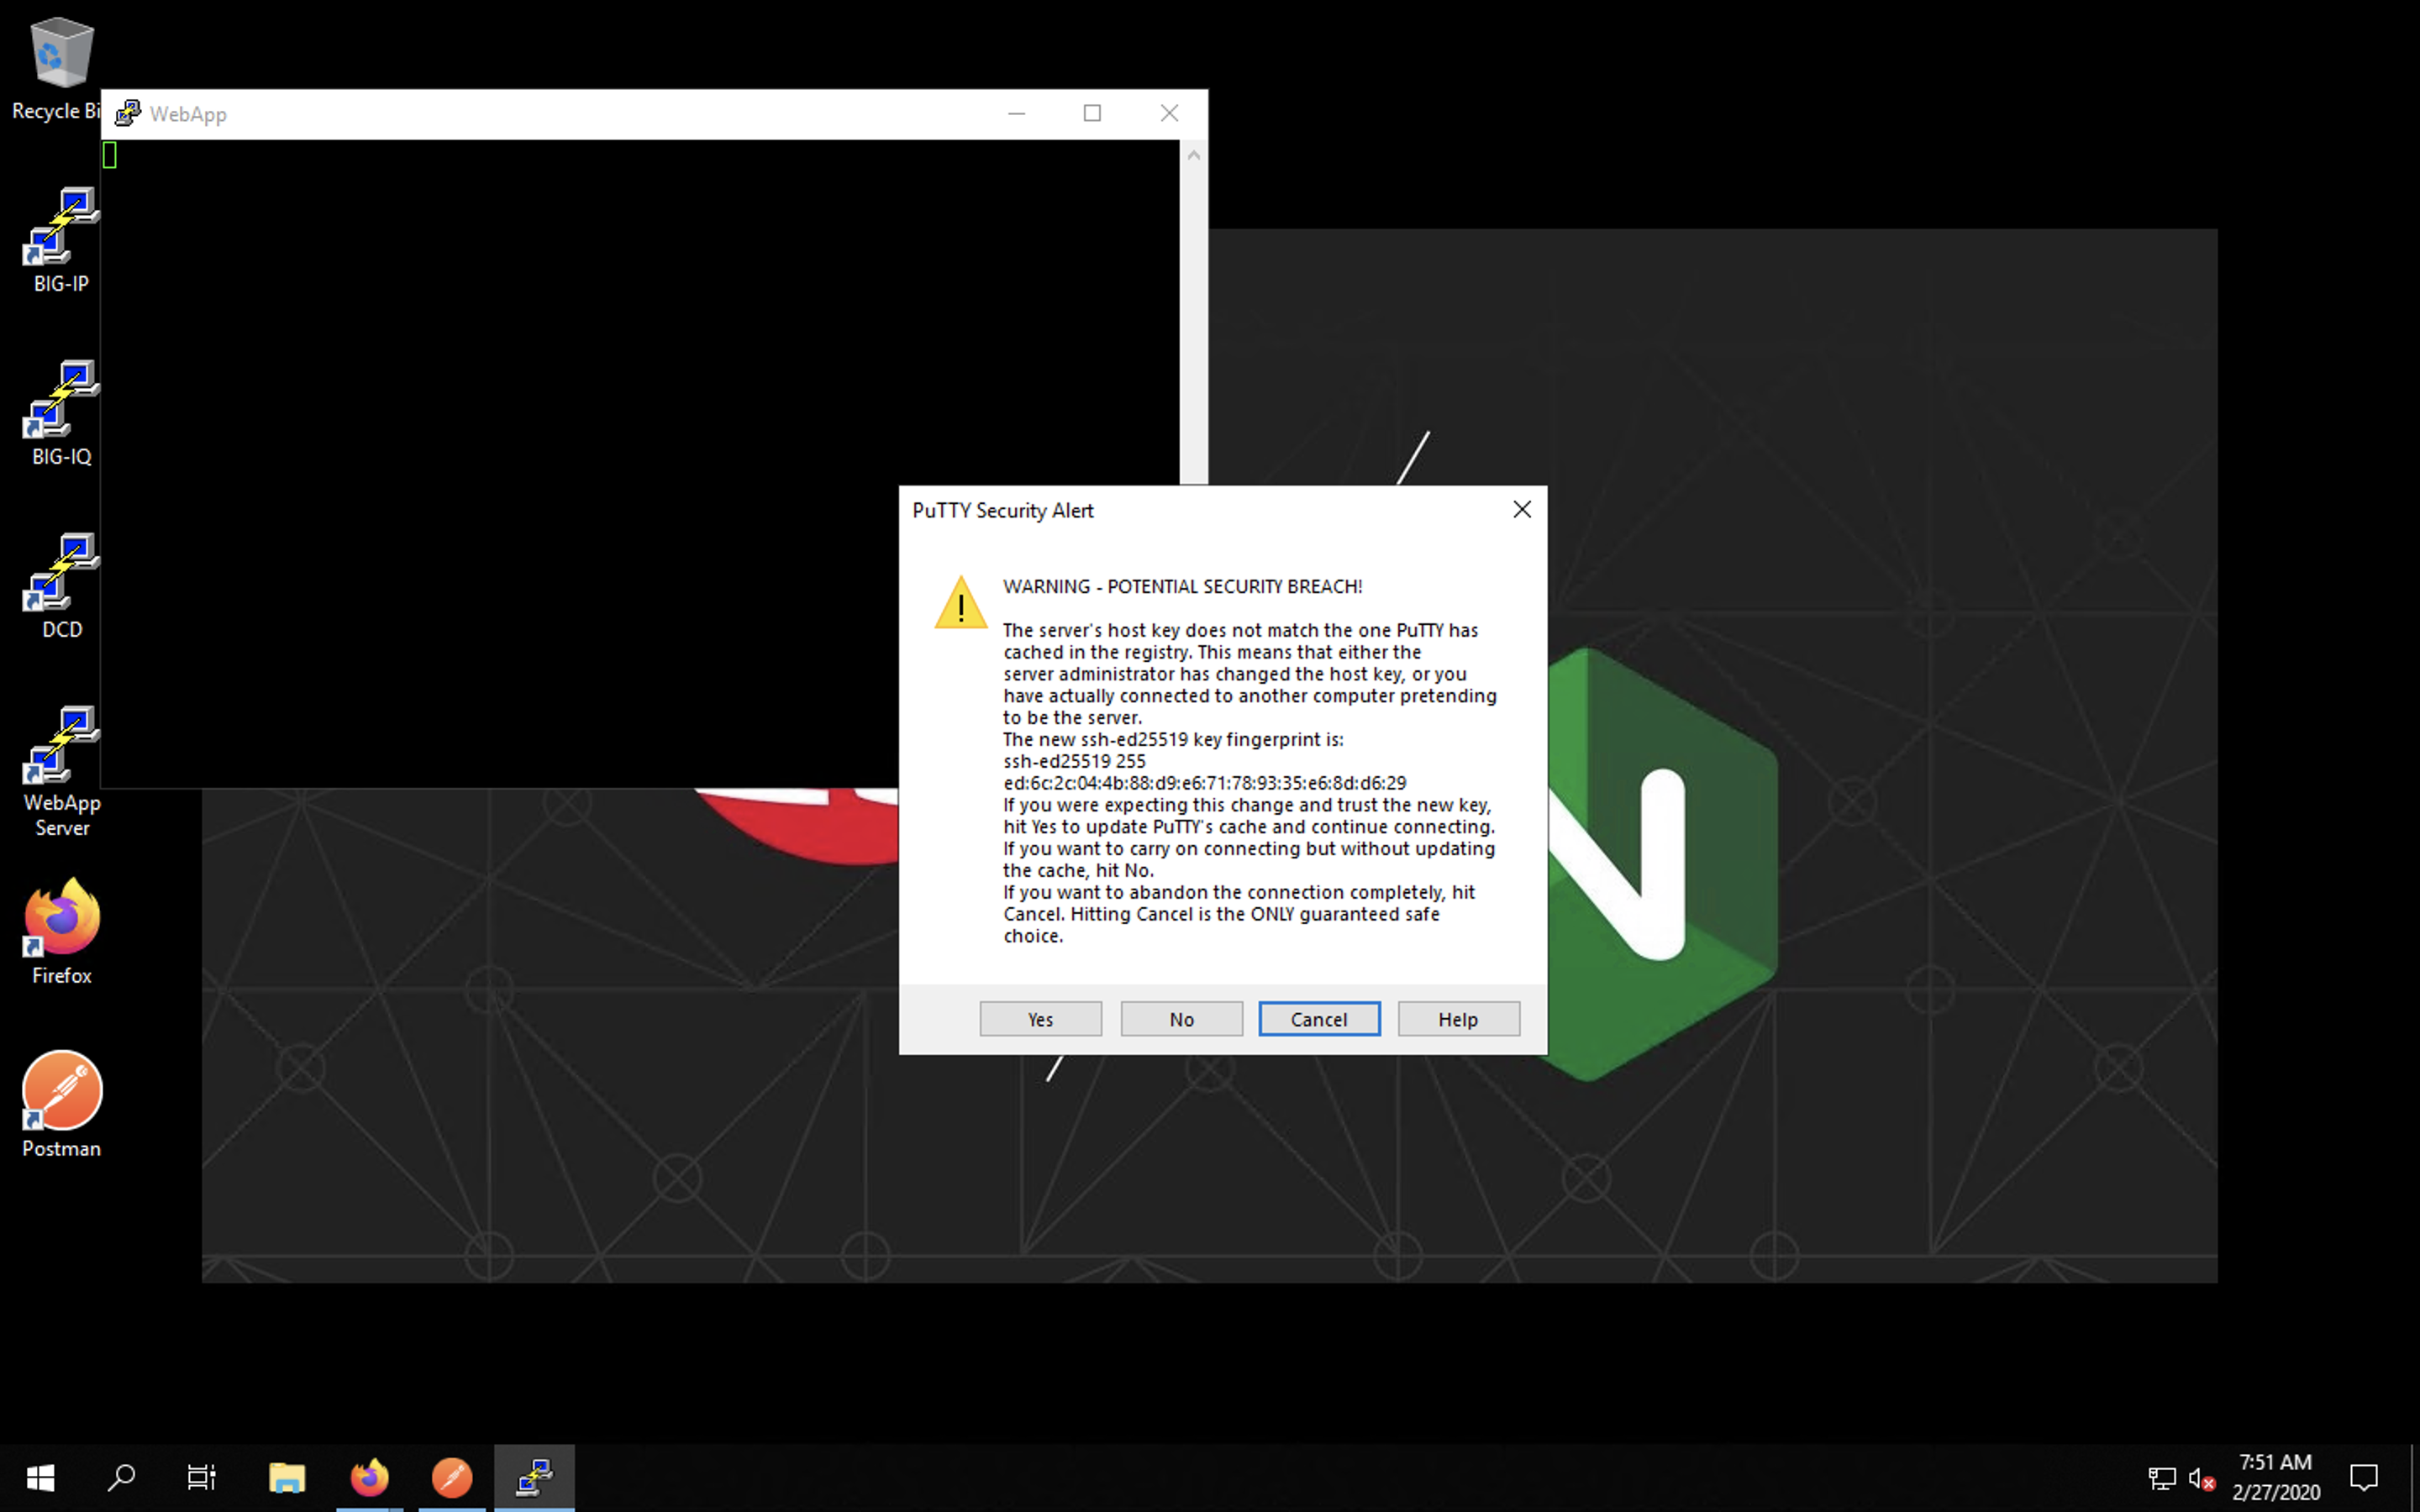 Recycle Bi
WebApp
BIG-IP
BIG-IQ
DCD
WebApp
Server
Firefox
Postman
PuTTY Security Alert
WARNING - POTENTIAL SECURITY BREACH!
The server's host key does not match the one PuTTY has
cached in the registry. This means that either the
server administrator has changed the host key, or you
have actually connected to another computer pretending
to be the server.
The new ssh-ed25519 key fingerprint is:
ssh-ed25519 255
ed:6c:2c:04:4b:88:d9:e6:71:78:93:35:e6:8d:d6:29
If you were expecting this change and trust the new key,
hit Yes to update PuTTY's cache and continue connecting.
If you want to carry on connecting but without updating
the cache, hit No.
If you want to abandon the connection completely, hit
Cancel. Hitting Cancel is the ONLY guaranteed safe
choice.
Yes
No
Cancel
Help
7:51 AM
2/27/2020